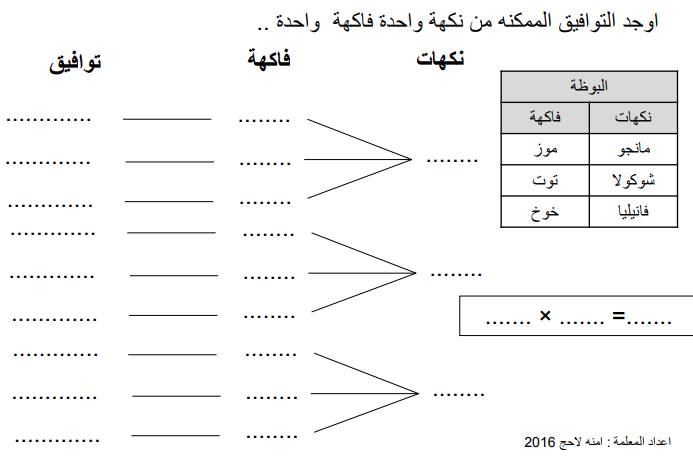 اوجد التوافيق الممكنه من نكهة واحدة فاكهة واحدة ..
نكهات فاكهة توافيق
البوظة
نكهات فاكهة
مانجو موز
شوكولا توت
فانيليا خوخ
............. ........ ........
............. ........
............. ........
............. ........ ........
............. ........
............. ........
............. ........ ........
............. ........
............. ........
....... × ....... =.......
اعداد المعلمة : امنه لاحج 2016